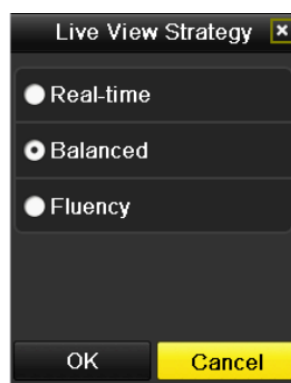 Live View Strategy
Real-time
Balanced
Fluency
OK
Cancel